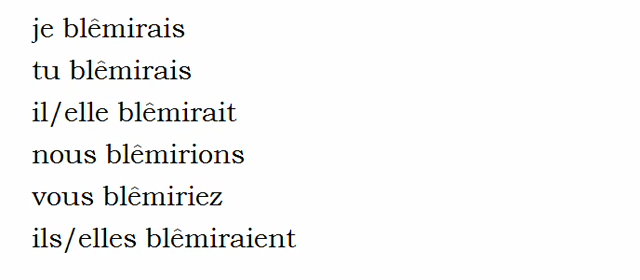 je blêmirais
tu blêmirais
il/elle blêmirait
nous blêmirions
vous blêmiriez
ils/elles blêmiraient